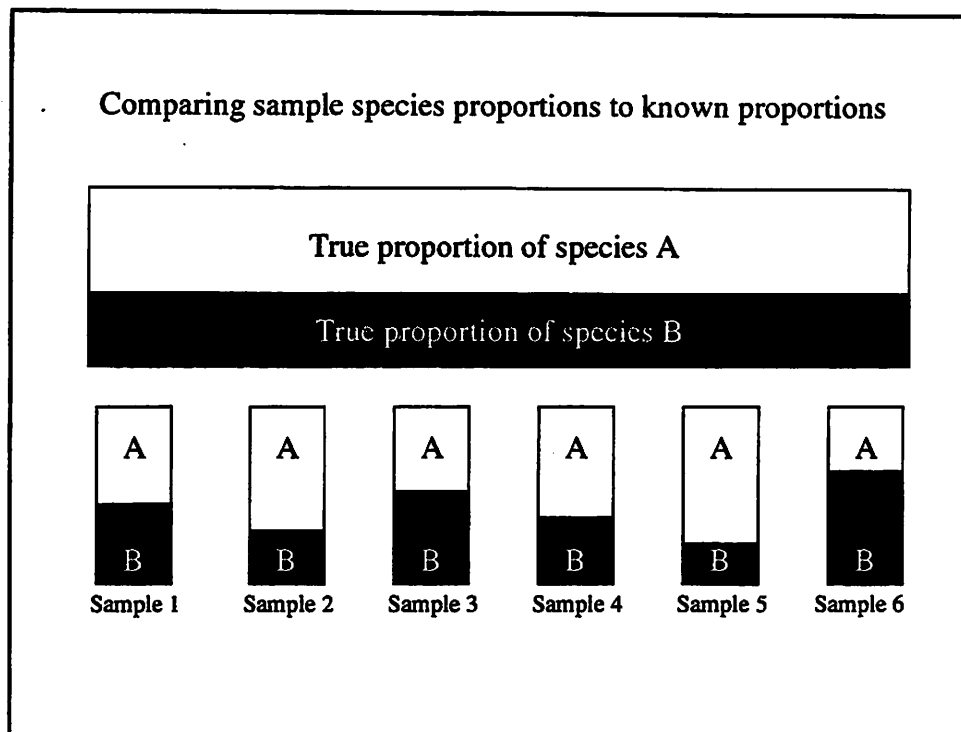 Comparing sample species proportions to known proportions
True proportion of species A
True proportion of species B
A A A A A A
B B B B B B
Sample 1 Sample 2 Sample 3 Sample 4 Sample 5 Sample 6